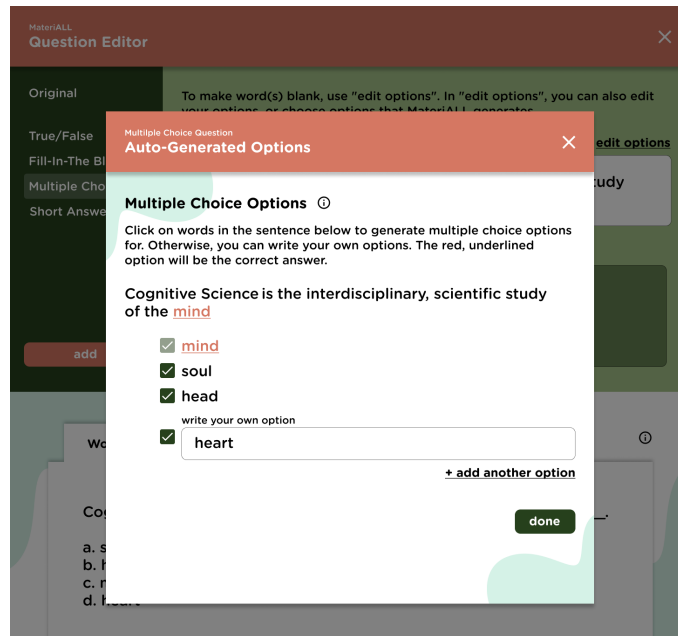 MateriALL
Question Editor
Original
To make word(s) blank, use "edit options". In "edit options", you can also edit
your options, or choose options that MateriALL generates.
True/False
edit options
Fill-In-The Bl
Multiple Cho
Short Answe
tudy
add
Multilple Choice Question
Auto-Generated Options
Multiple Choice Options
Click on words in the sentence below to generate multiple choice options
for. Otherwise, you can write your own options. The red, underlined
option will be the correct answer.
Cognitive Science is the interdisciplinary, scientific study
of the mind
mind
soul
head
write your own option
heart
+ add another option
done
Wo
Cog
a. s
b. h
c. m
d. heart